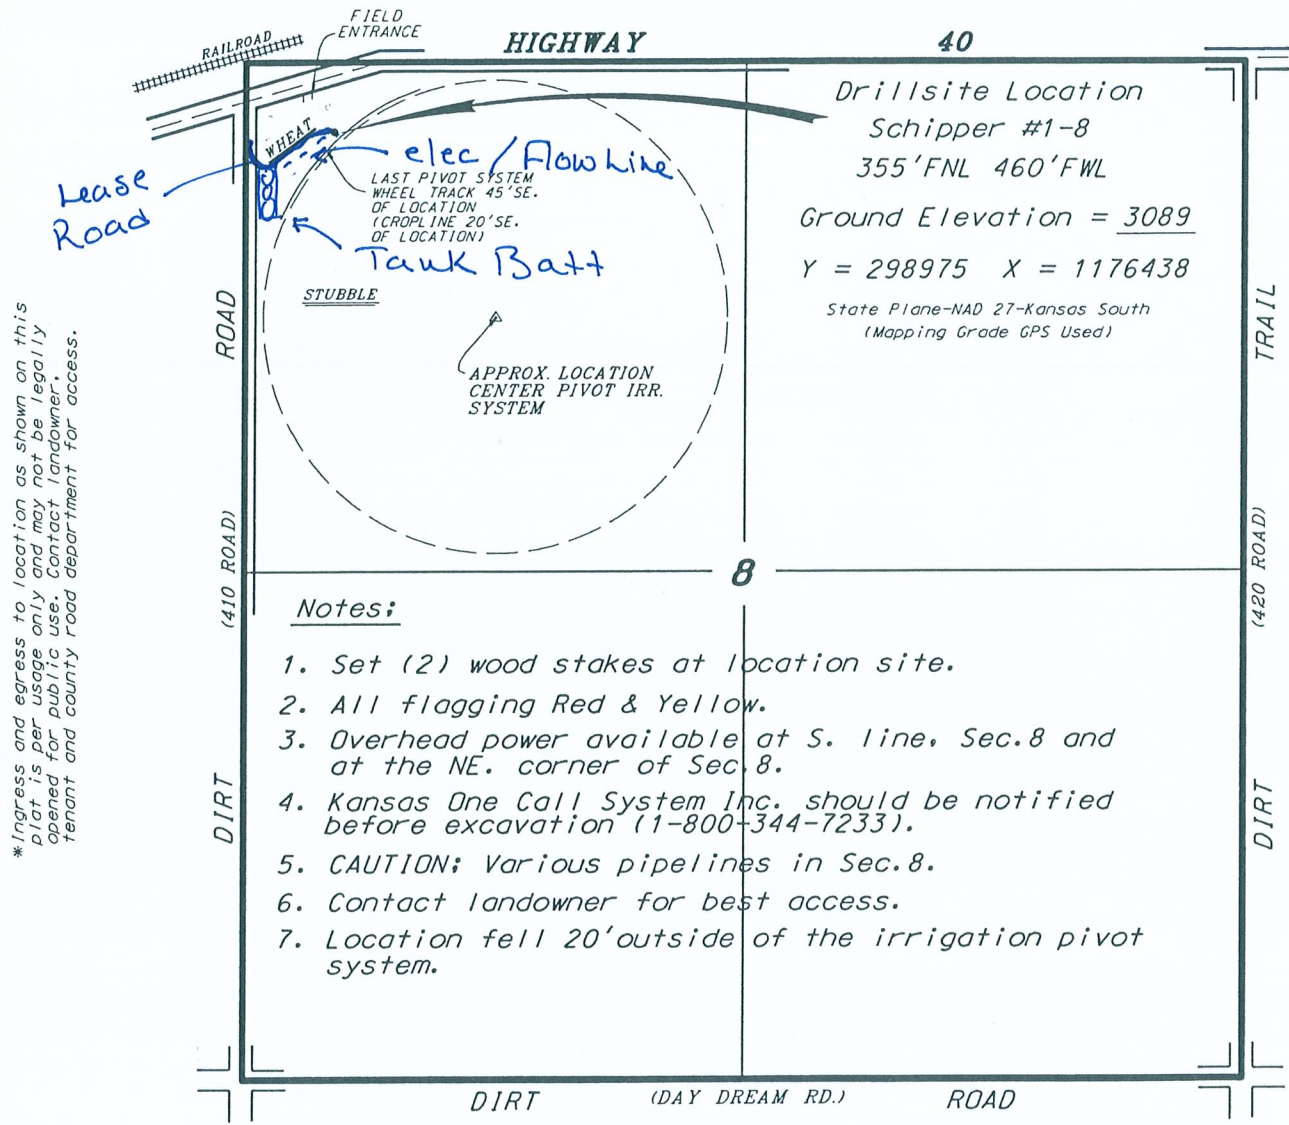 FIELD
ENTRANCE
RAILROAD
HIGHWAY 40
WHEAT
elec / Flow Line
Lease
Road
LAST PIVOT SYSTEM
WHEEL TRACK 45'SE.
OF LOCATION
(CROPLINE 20'SE.
OF LOCATION)
Tank Batt
STUBBLE
APPROX. LOCATION
CENTER PIVOT IRR.
SYSTEM
Drillsite Location
Schipper #1-8
355'FNL 460'FWL
Ground Elevation = 3089
Y = 298975 X = 1176438
State Plane-NAD 27-Kansas South
(Mapping Grade GPS Used)
*Ingress and egress to location as shown on this
plat is per usage only and may not be legally
opened for public use. Contact landowner.
tenant and county road department for access.
DIRT (410 ROAD) ROAD
DIRT (420 ROAD) TRAIL
8
Notes:
1. Set (2) wood stakes at location site.
2. All flagging Red & Yellow.
3. Overhead power available at S. line. Sec.8 and
at the NE. corner of Sec.8.
4. Kansas One Call System Inc. should be notified
before excavation (1-800-344-7233).
5. CAUTION: Various pipelines in Sec.8.
6. Contact landowner for best access.
7. Location fell 20'outside of the irrigation pivot
system.
DIRT (DAY DREAM RD.) ROAD